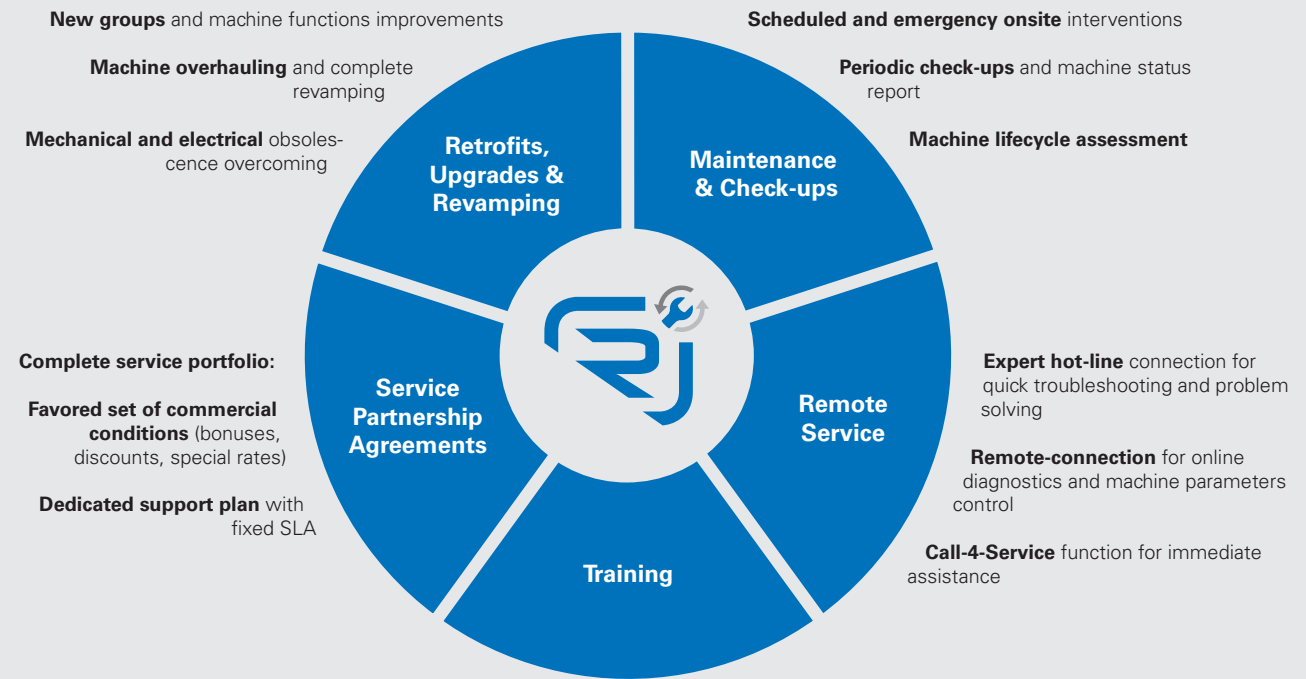 New groups and machine functions improvements
Machine overhauling and complete
revamping
Mechanical and electrical obsoles-
cence overcoming
Retrofits,
Upgrades &
Revamping
Scheduled and emergency onsite interventions
Periodic check-ups and machine status
report
Machine lifecycle assessment
Maintenance
& Check-ups
Complete service portfolio:
Favored set of commercial
conditions (bonuses,
discounts, special rates)
Dedicated support plan with
fixed SLA
Service
Partnership
Agreements
Remote
Service
Expert hot-line connection for
quick troubleshooting and problem
solving
Remote-connection for online
diagnostics and machine parameters
control
Call-4-Service function for immediate
assistance
Training